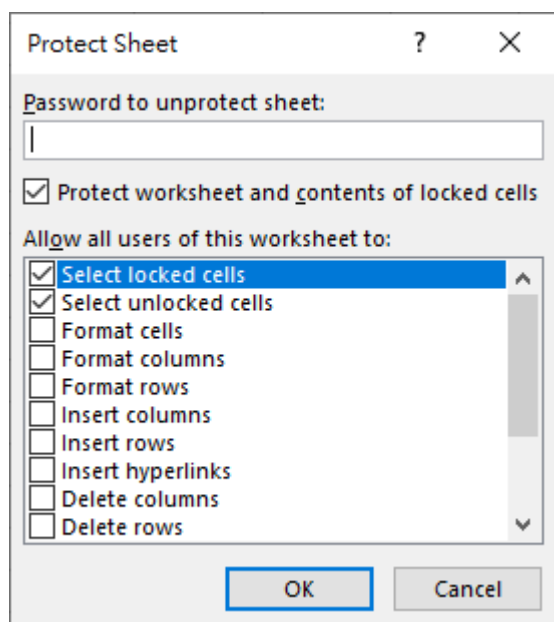 Protect Sheet
Password to unprotect sheet:
Protect worksheet and contents of locked cells
Allow all users of this worksheet to:
Select locked cells
Select unlocked cells
Format cells
Format columns
Format rows
Insert columns
Insert rows
Insert hyperlinks
Delete columns
Delete rows
OK Cancel